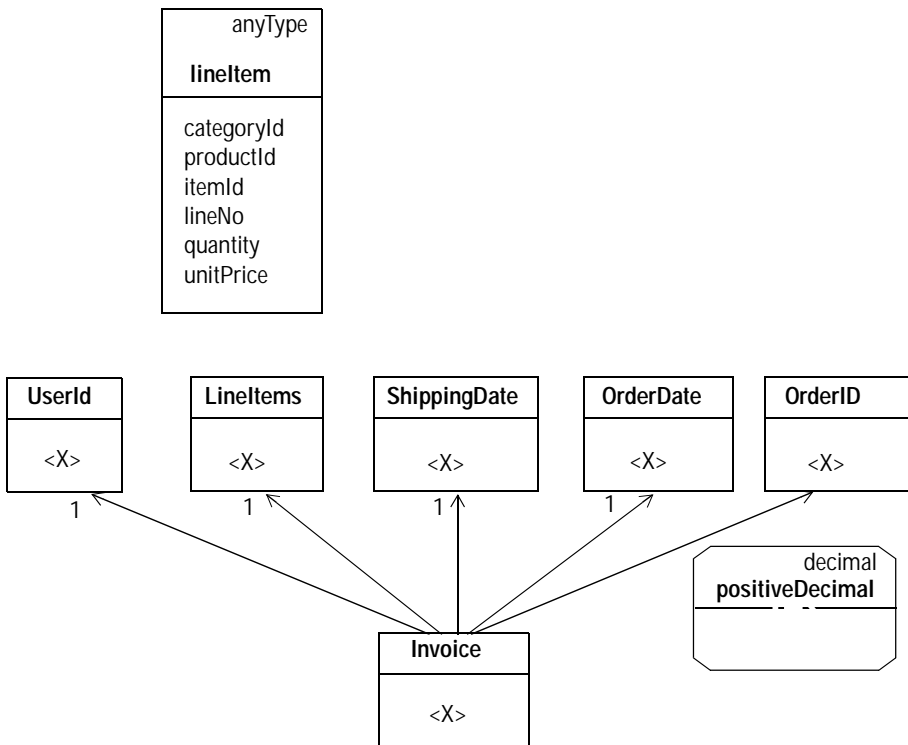 anyType
lineItem
categoryId
productId
itemId
lineNo
quantity
unitPrice
UserId
LineItems
ShippingDate
OrderDate
OrderID
<X>
<X>
<X>
<X>
<X>
1
1
1
1
decimal
positiveDecimal
Invoice
<X>